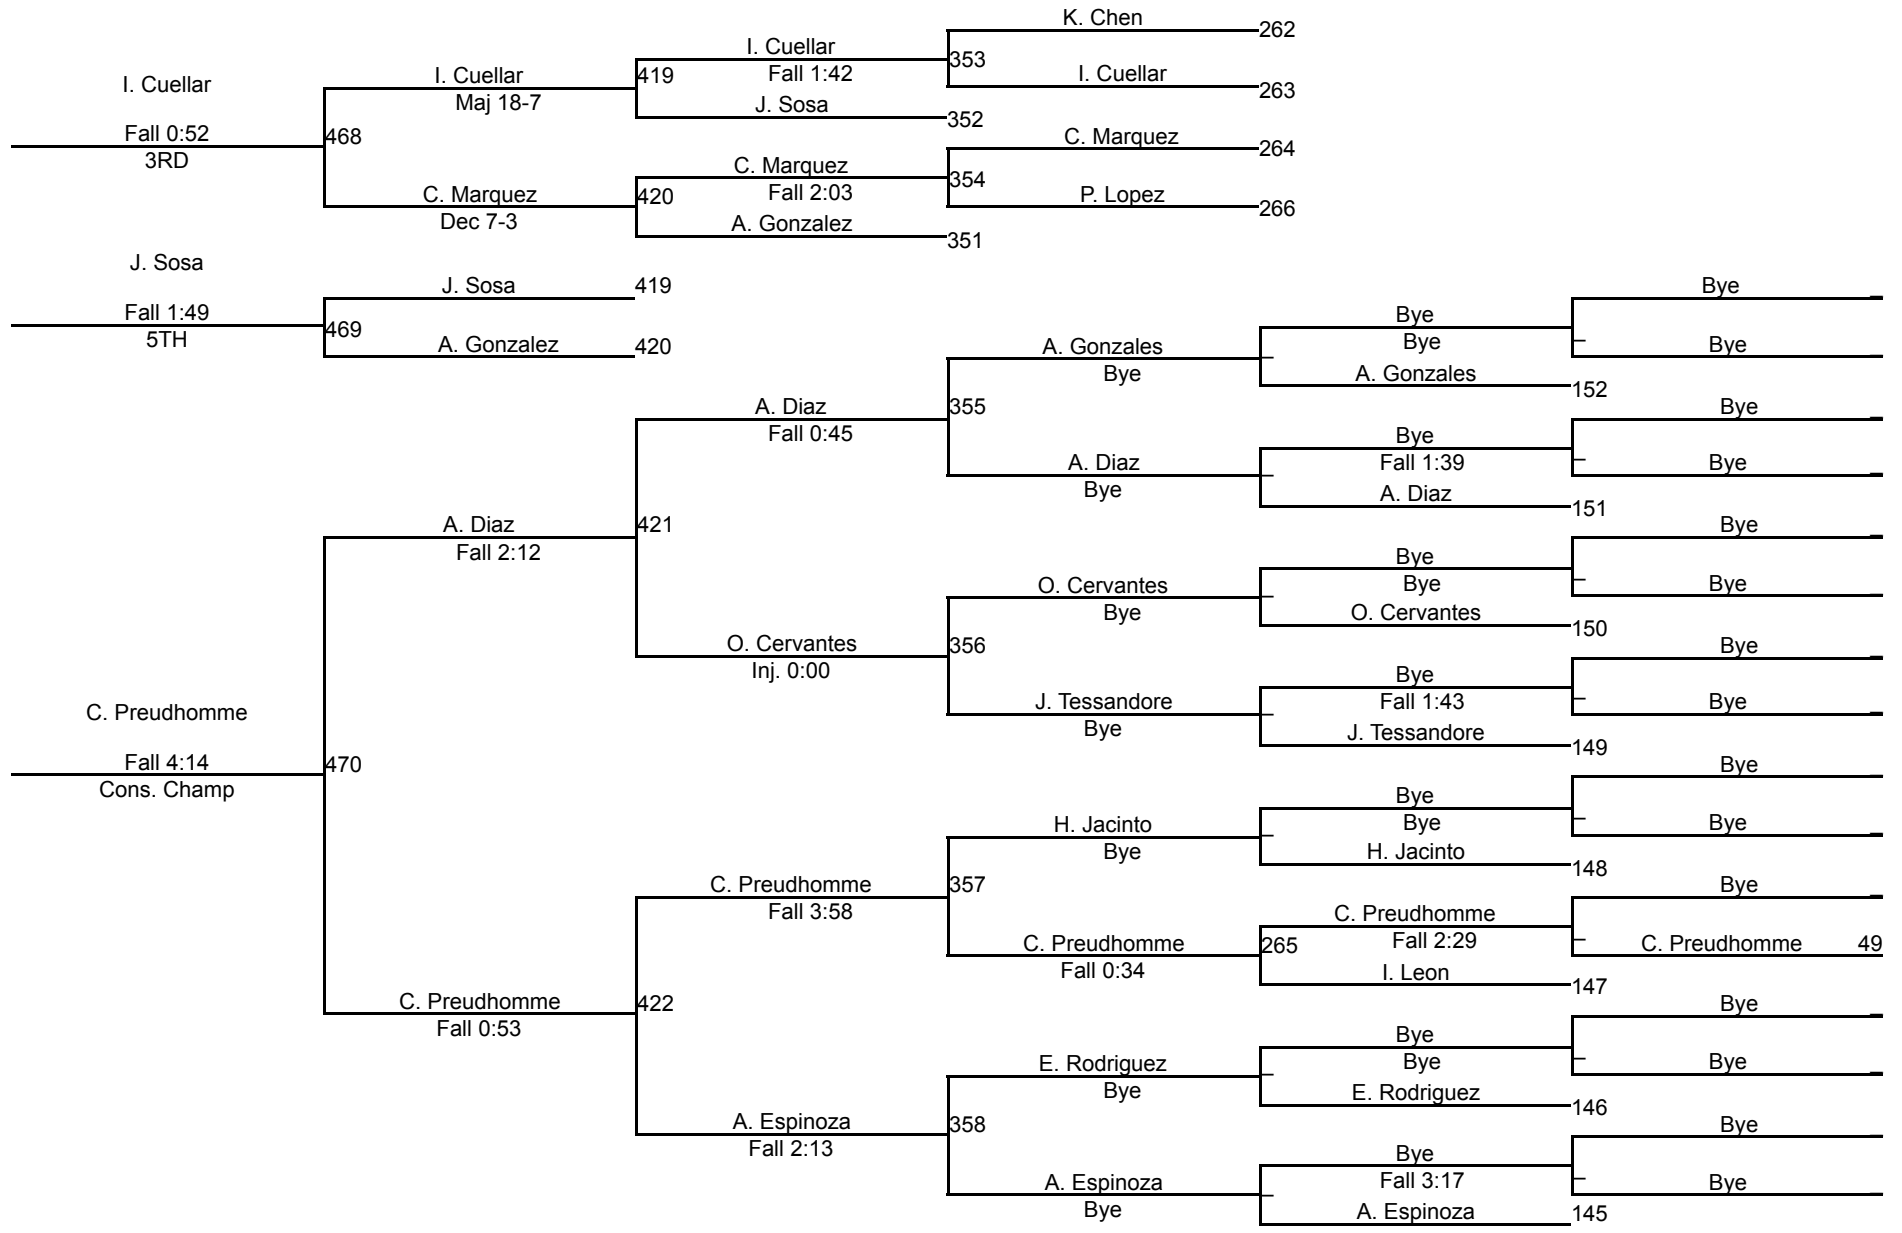 K. Chen
262
I. Cuellar
353
Fall 1:42
I. Cuellar
263
I. Cuellar
419
Maj 18-7
J. Sosa
352
I. Cuellar
Fall 0:52
468
3RD
C. Marquez
264
C. Marquez
354
Fall 2:03
P. Lopez
266
C. Marquez
420
Dec 7-3
A. Gonzalez
351
J. Sosa
Fall 1:49
469
5TH
J. Sosa
419
A. Gonzalez
420
Bye
Bye
Bye
Bye
A. Gonzales
Bye
A. Gonzales
152
A. Diaz
355
Fall 0:45
Bye
Bye
Fall 1:39
Bye
A. Diaz
Bye
A. Diaz
151
A. Diaz
421
Fall 2:12
Bye
Bye
Bye
Bye
O. Cervantes
Bye
O. Cervantes
150
O. Cervantes
356
Inj. 0:00
Bye
Bye
Fall 1:43
Bye
J. Tessandore
Bye
J. Tessandore
149
C. Preudhomme
Fall 4:14
470
Cons. Champ
Bye
Bye
Bye
Bye
H. Jacinto
Bye
H. Jacinto
148
C. Preudhomme
357
Fall 3:58
Bye
C. Preudhomme
Fall 2:29
C. Preudhomme 49
C. Preudhomme
265
Fall 0:34
I. Leon
147
C. Preudhomme
422
Fall 0:53
Bye
Bye
Bye
Bye
E. Rodriguez
Bye
E. Rodriguez
146
A. Espinoza
358
Fall 2:13
Bye
Bye
Fall 3:17
Bye
A. Espinoza
Bye
A. Espinoza
145